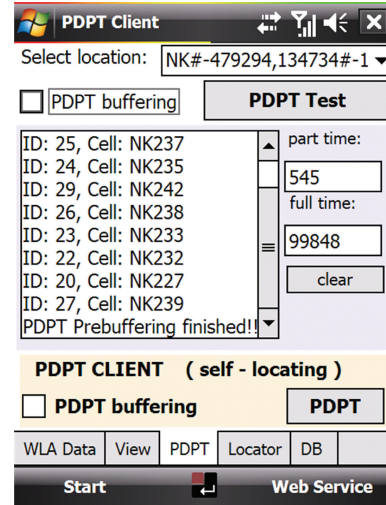 PDPT Client
Select location:
NK#-479294,134734#-1
PDPT buffering
PDPT Test
ID: 25, Cell: NK237
ID: 24, Cell: NK235
ID: 29, Cell: NK242
ID: 26, Cell: NK238
ID: 23, Cell: NK233
ID: 22, Cell: NK232
ID: 20, Cell: NK227
ID: 27, Cell: NK239
PDPT Prebuffering finished!!
part time:
545
full time:
99848
clear
PDPT CLIENT ( self - locating )
PDPT buffering
PDPT
WLA Data View PDPT Locator DB
Start Web Service